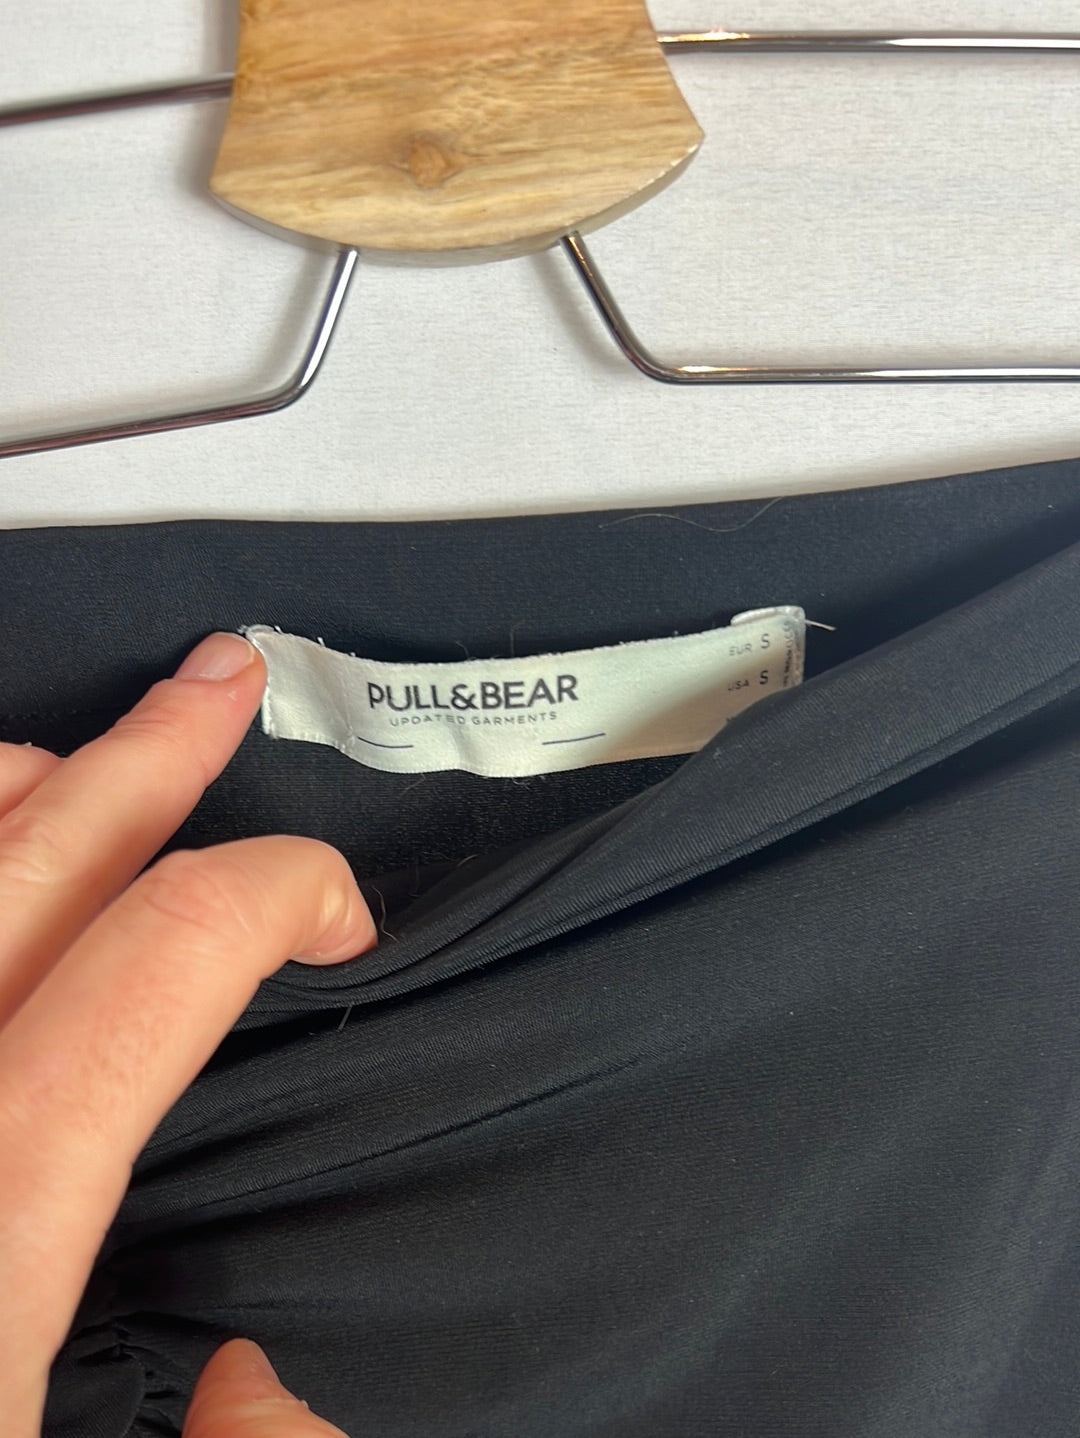 PULL&BEAR
UPDATED GARMENTS
EUR S
USA S